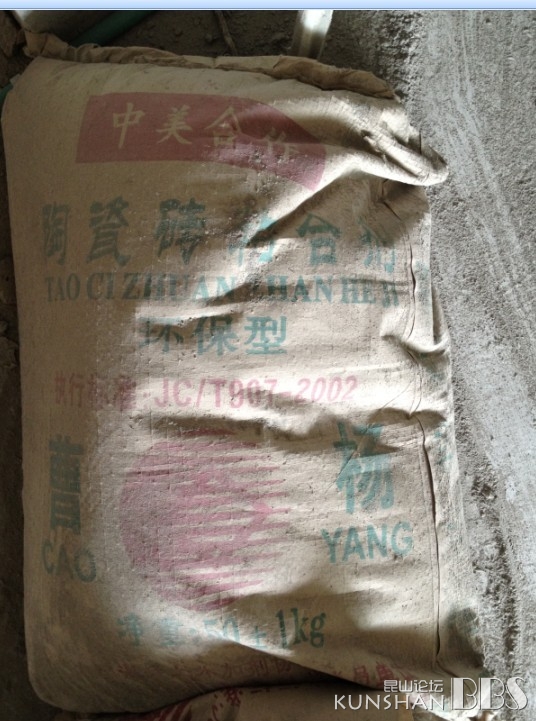 中美合作
陶瓷砖粘合剂
TAO CI ZHUAN ZHAN HE JI
环保型
执行标准 JC/T907-2002
曹 杨
CAO YANG
净重:50±1kg
昆山论坛
KUNSHAN BBS